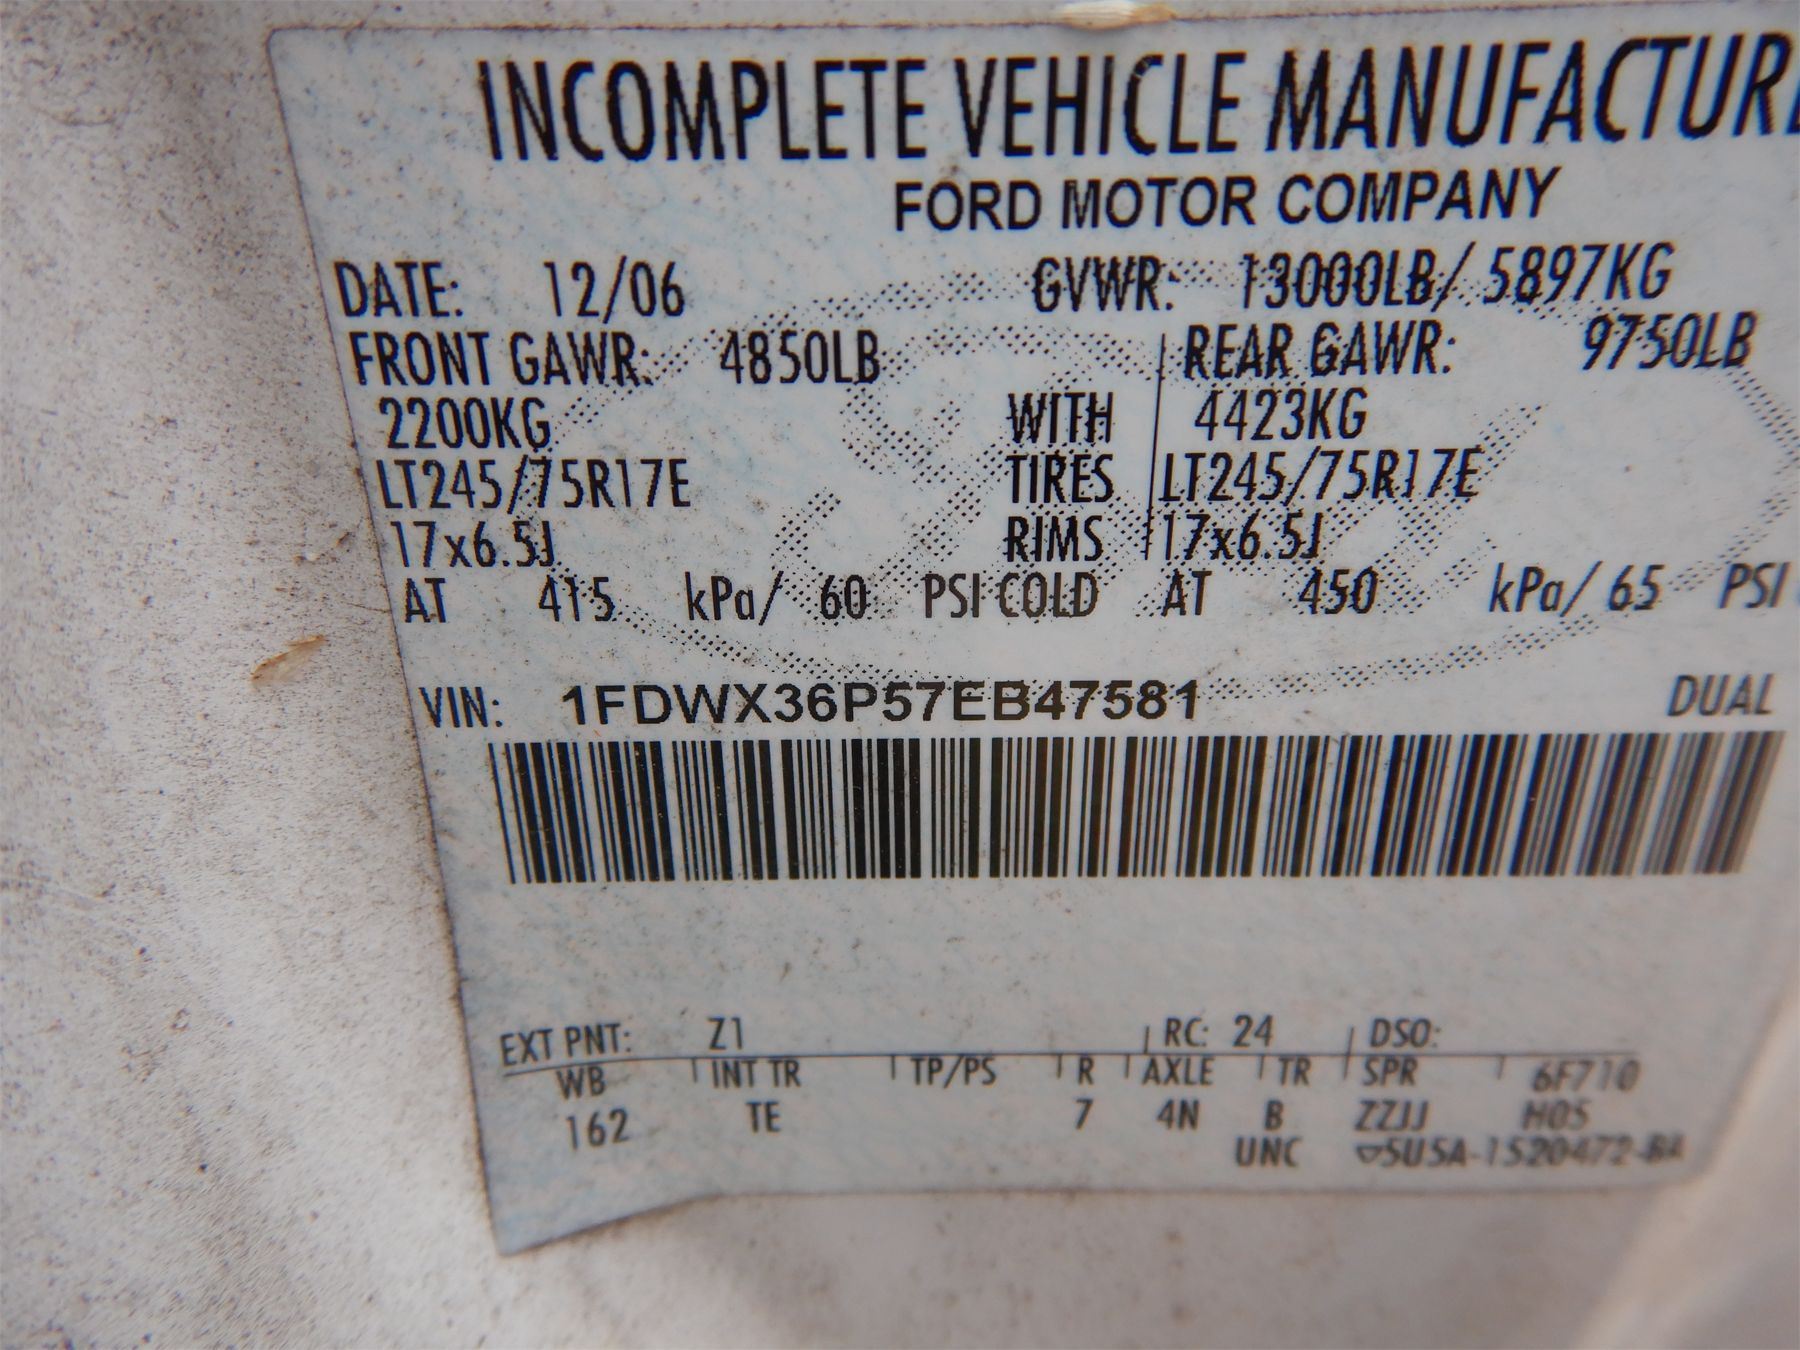 INCOMPLETE VEHICLE MANUFACTURE
FORD MOTOR COMPANY
DATE: 12/06 GVWR: 13000LB/ 5897KG
FRONT GAWR: 4850LB REAR GAWR: 9750LB
2200KG WITH 4423KG
LT245/75R17E TIRES LT245/75R17E
17x6.5J RIMS 17x6.5J
AT 415 kPa/ 60 PSI COLD AT 450 kPa/ 65 PSI
VIN: 1FDWX36P57EB47581 DUAL
EXT PNT: Z1 RC: 24 DSO:
WB INT TR TP/PS R AXLE TR SPR 6F710
162 TE 7 4N B ZZJJ H05
UNC ▽5U5A-1520472-BA